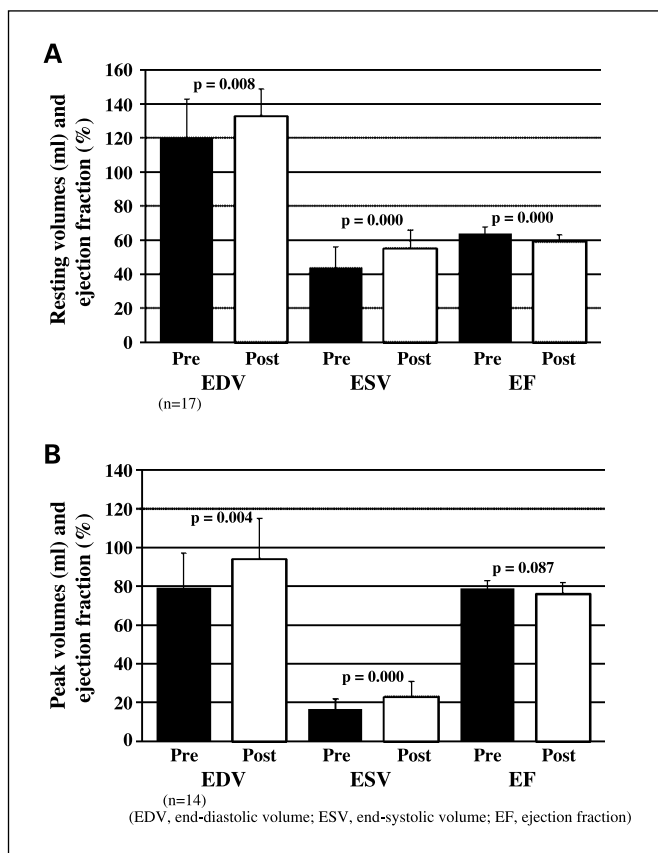 A
Resting volumes (ml) and
ejection fraction (%)
160
140
120
100
80
60
40
20
0
p = 0.008
p = 0.000
p = 0.000
Pre Post Pre Post Pre Post
EDV ESV EF
(n=17)
B
Peak volumes (ml) and
ejection fraction (%)
140
120
100
80
60
40
20
0
p = 0.004
p = 0.087
p = 0.000
Pre Post Pre Post Pre Post
EDV ESV EF
(n=14)
(EDV, end-diastolic volume; ESV, end-systolic volume; EF, ejection fraction)